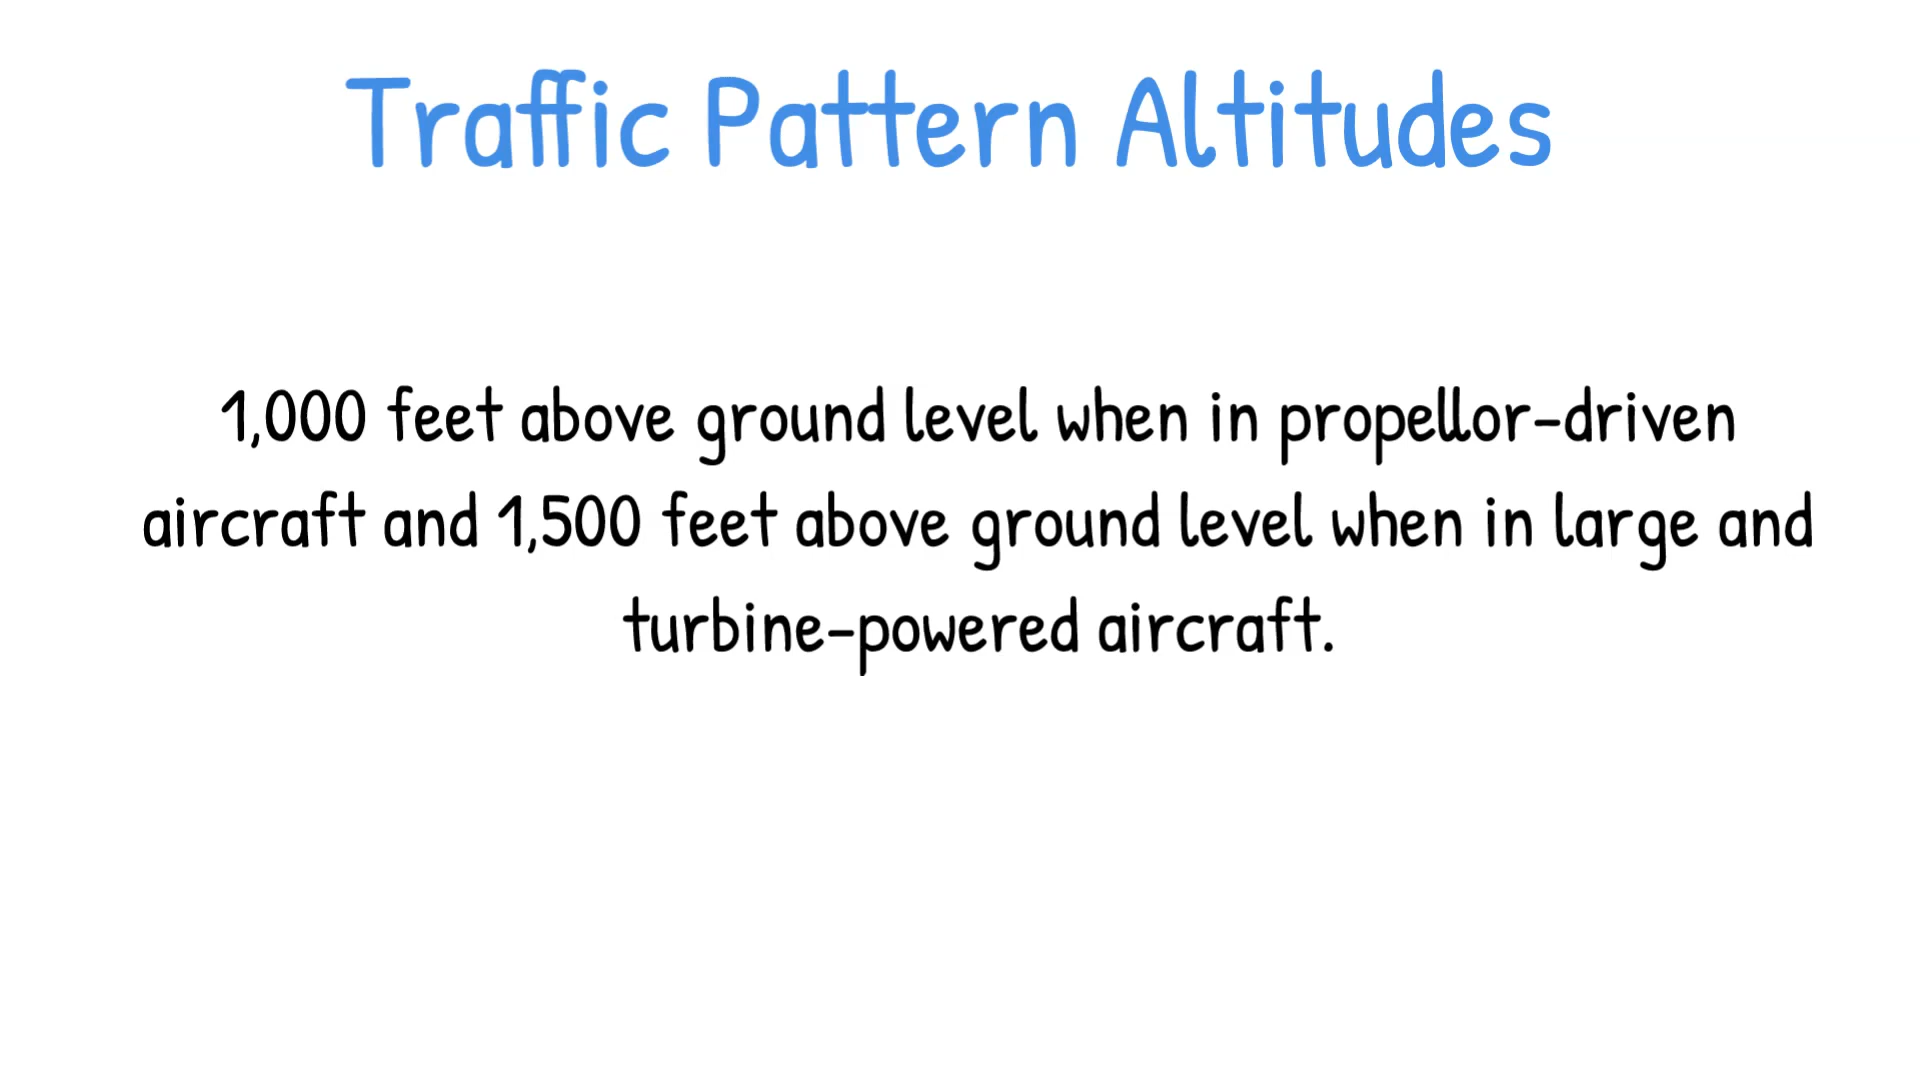 Traffic Pattern Altitudes
1,000 feet above ground level when in propellor-driven
aircraft and 1,500 feet above ground level when in large and
turbine-powered aircraft.